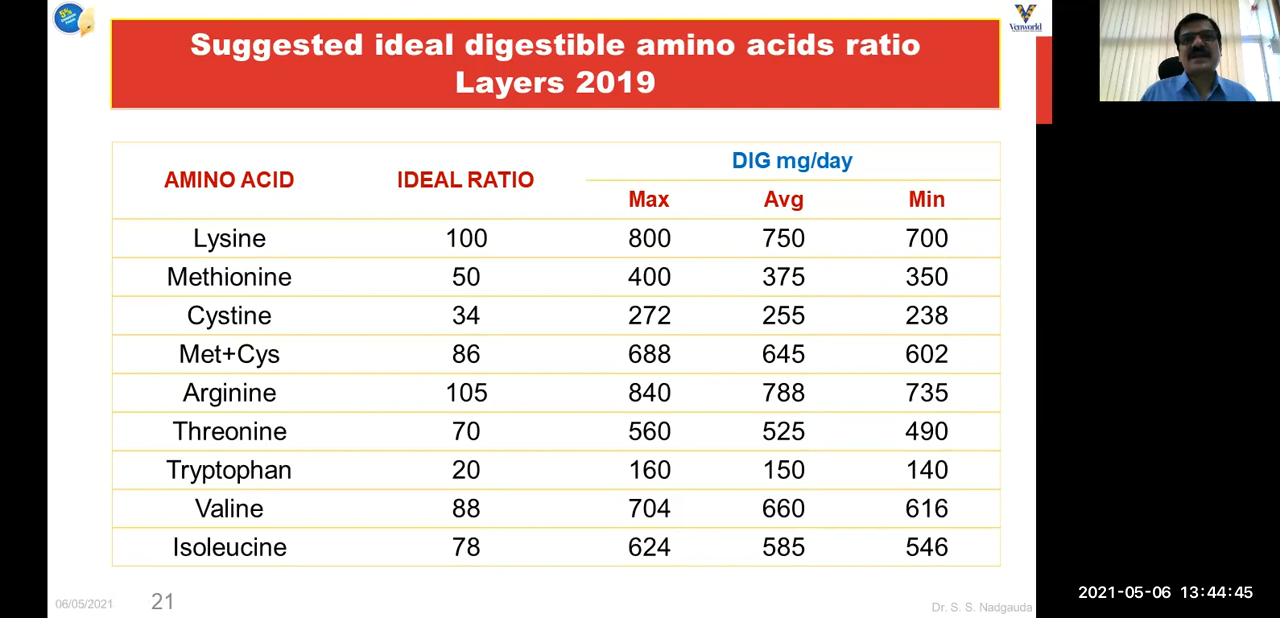 5%
Venworld
Suggested ideal digestible amino acids ratio
Layers 2019
AMINO ACID IDEAL RATIO DIG mg/day
Max Avg Min
Lysine 100 800 750 700
Methionine 50 400 375 350
Cystine 34 272 255 238
Met+Cys 86 688 645 602
Arginine 105 840 788 735
Threonine 70 560 525 490
Tryptophan 20 160 150 140
Valine 88 704 660 616
Isoleucine 78 624 585 546
06/05/2021 21 Dr. S. S. Nadgauda
2021-05-06 13:44:45